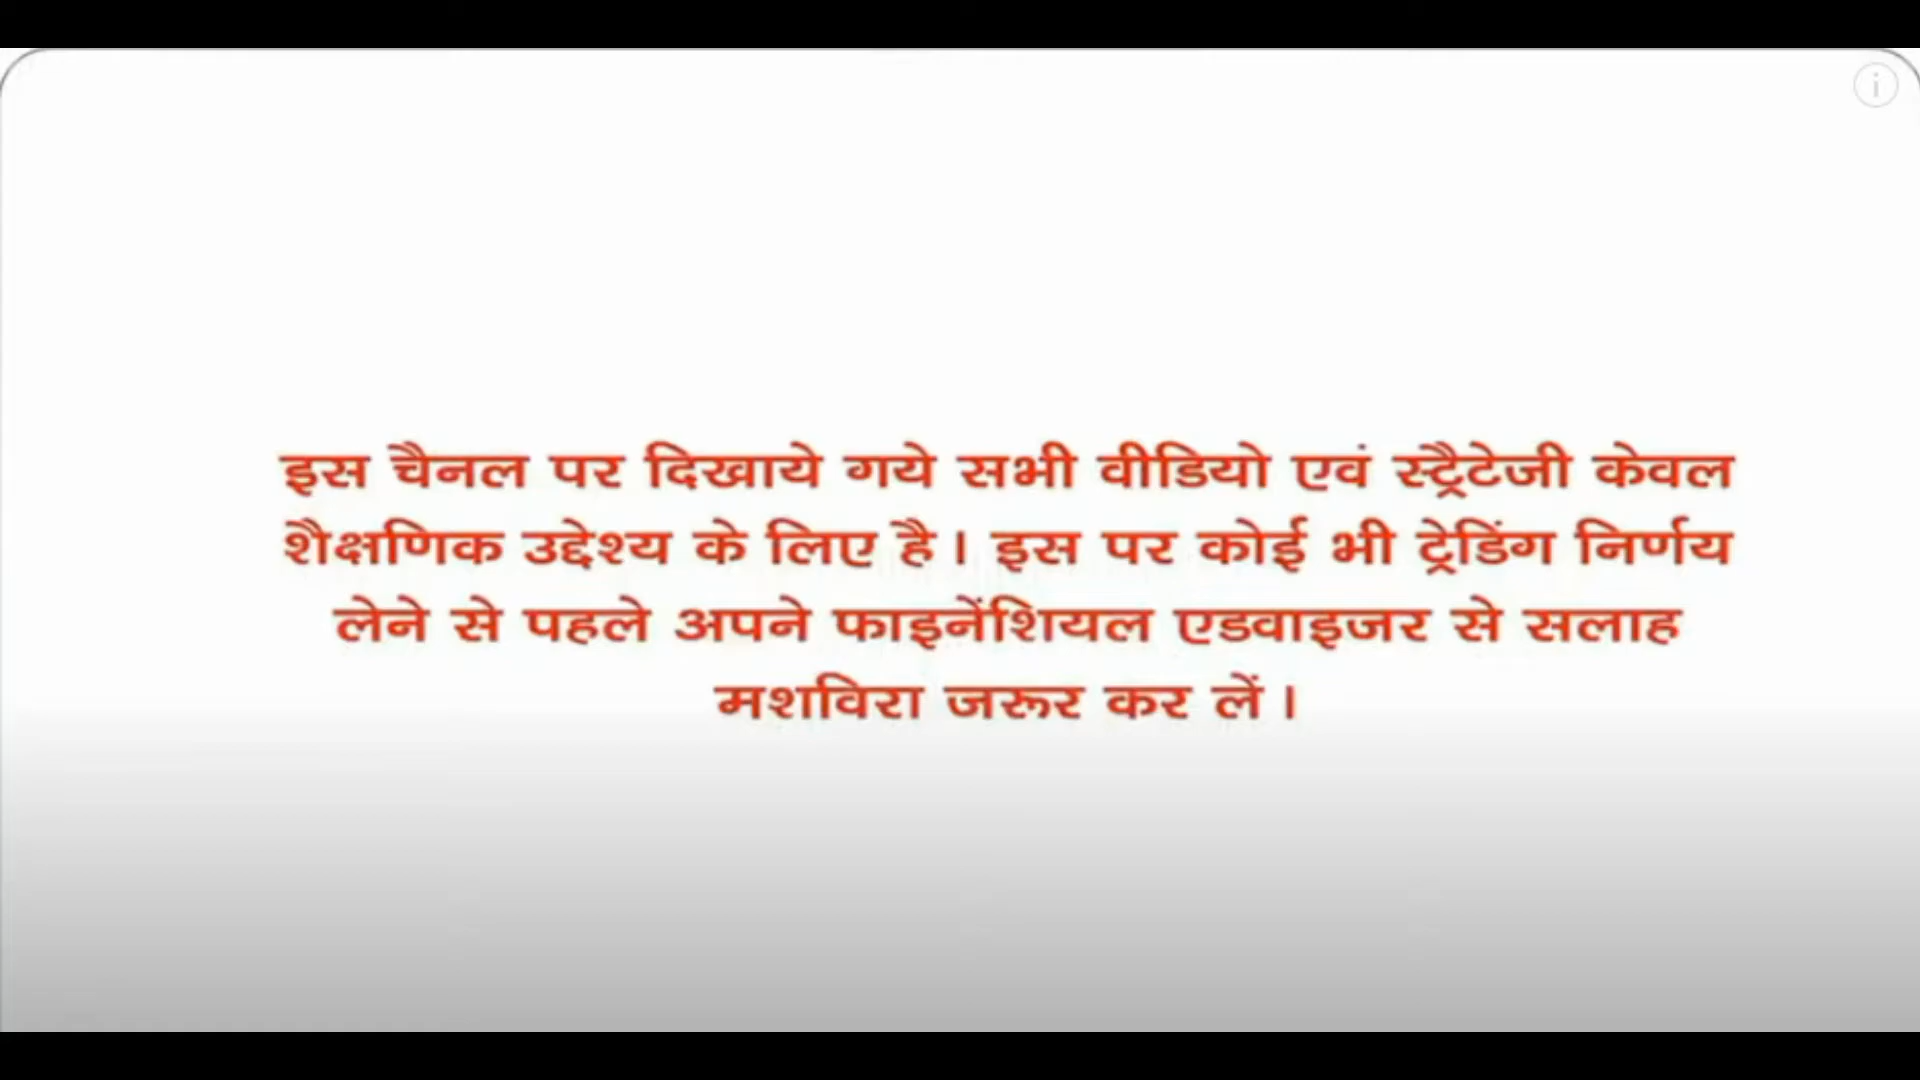 इस चैनल पर दिखाये गये सभी वीडियो एवं स्ट्रैटेजी केवल
शैक्षणिक उद्देश्य के लिए है। इस पर कोई भी ट्रेडिंग निर्णय
लेने से पहले अपने फाइनेंशियल एडवाइजर से सलाह
मशविरा जरूर कर लें।